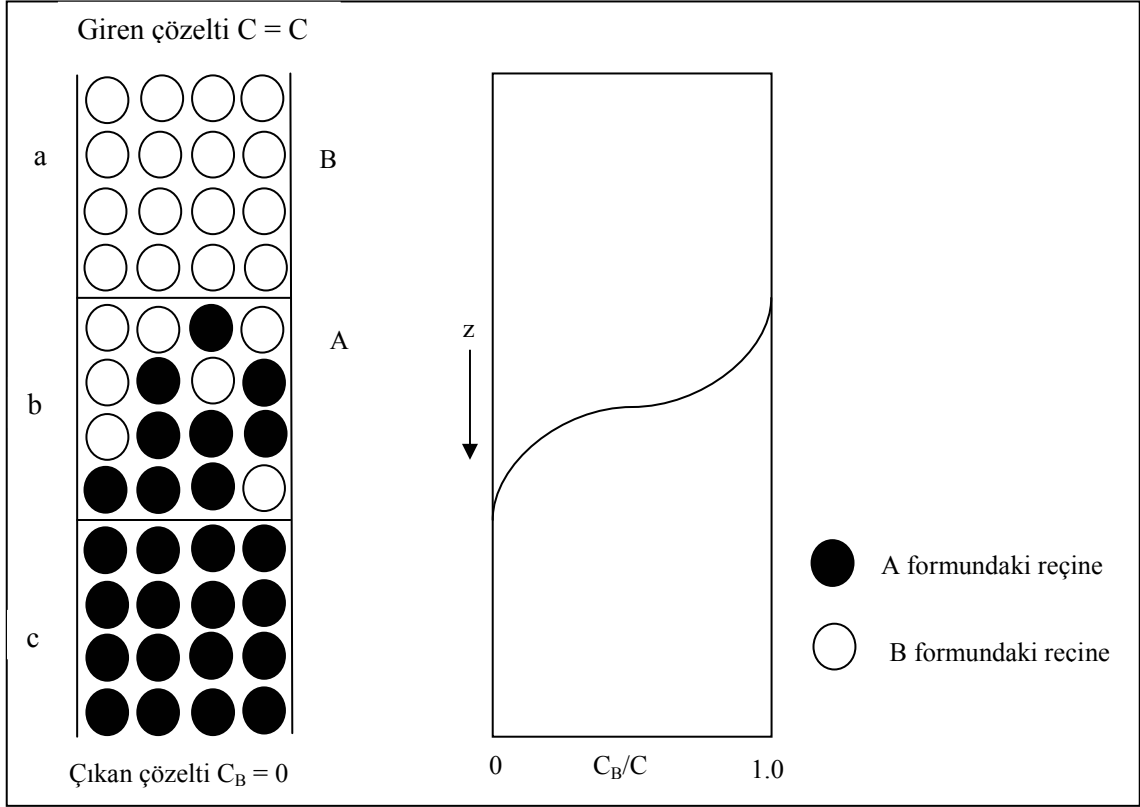 Giren çözelti C = C
a
B
A
z
b
c
A formundaki reçine
B formundaki recine
Çıkan çözelti C_B = 0
0
C_B/C
1.0